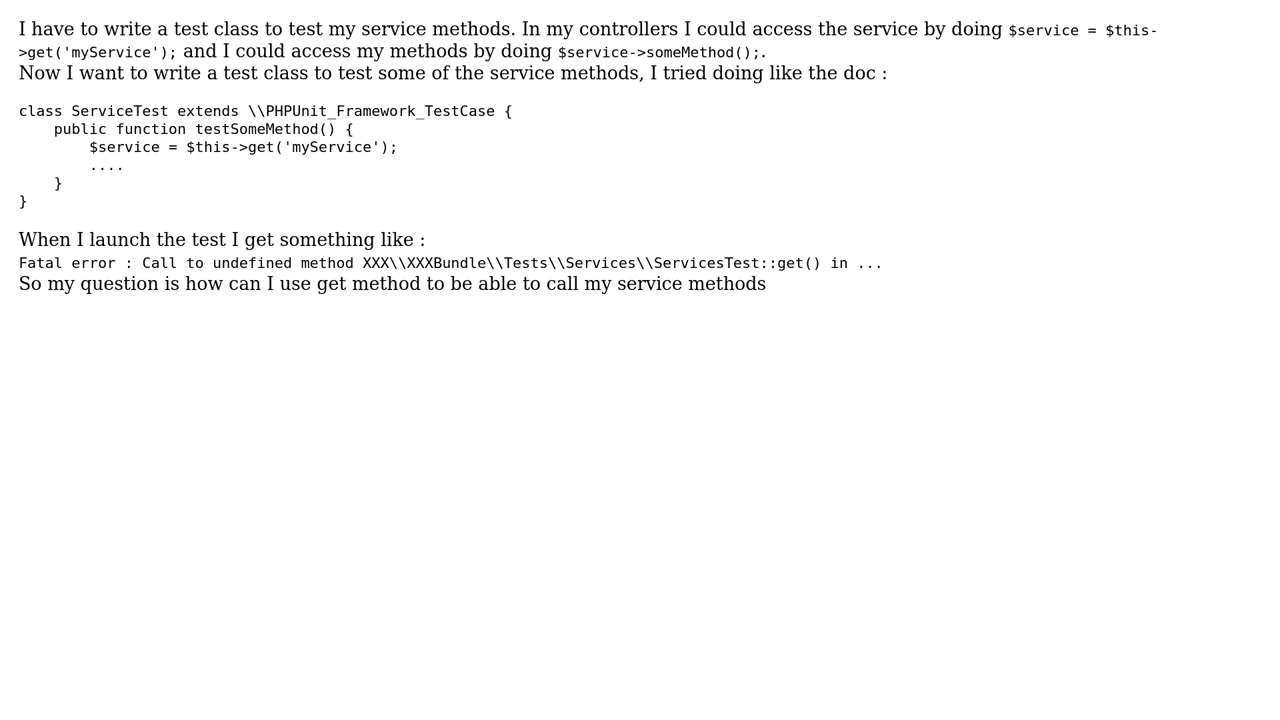 I have to write a test class to test my service methods. In my controllers I could access the service by doing $service = $this-
>get('myService'); and I could access my methods by doing $service->someMethod();.
Now I want to write a test class to test some of the service methods, I tried doing like the doc :
class ServiceTest extends \\PHPUnit_Framework_TestCase {
    public function testSomeMethod() {
        $service = $this->get('myService');
        ....
    }
}
When I launch the test I get something like :
Fatal error : Call to undefined method XXX\\XXXBundle\\Tests\\Services\\ServicesTest::get() in ...
So my question is how can I use get method to be able to call my service methods